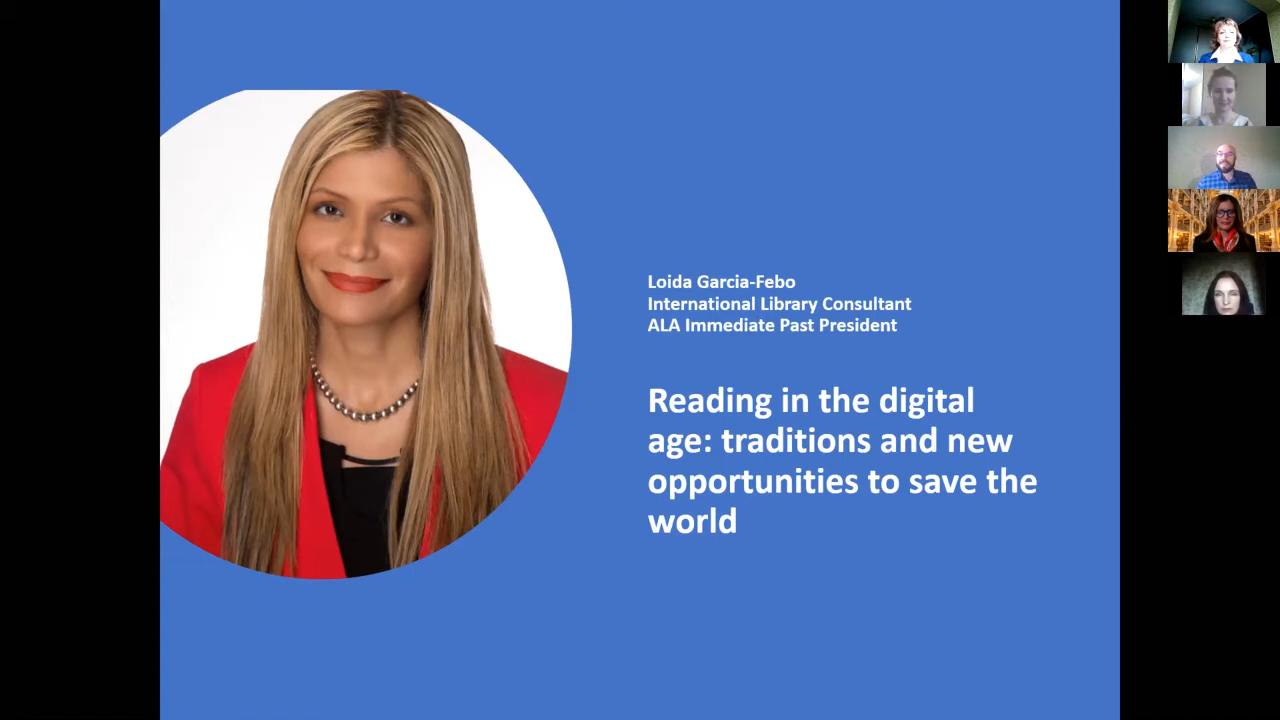 Loida Garcia-Febo
International Library Consultant
ALA Immediate Past President
Reading in the digital
age: traditions and new
opportunities to save the
world